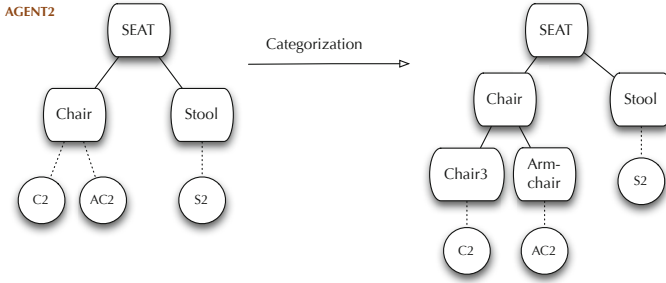 AGENT2
SEAT
Chair
Stool
C2
AC2
S2
Categorization
SEAT
Chair
Stool
Chair3
Arm-
chair
S2
C2
AC2